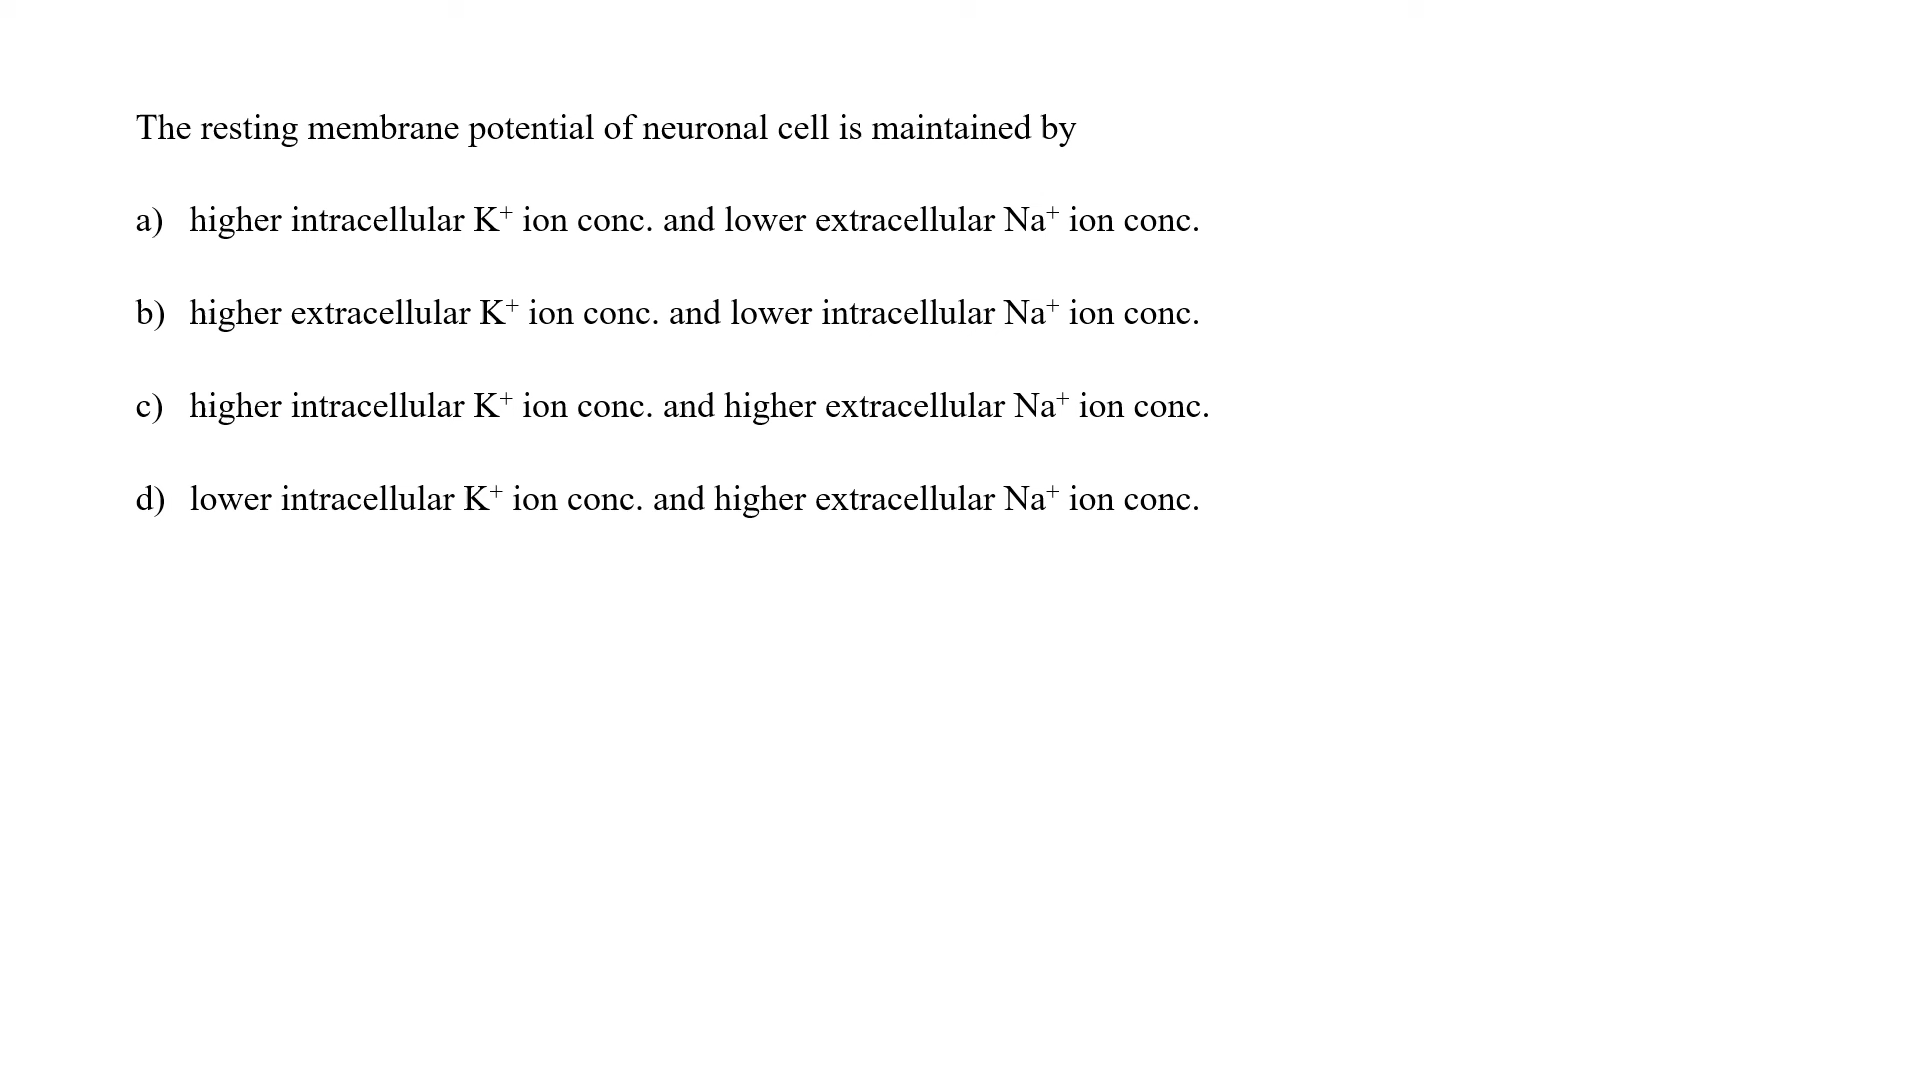 The resting membrane potential of neuronal cell is maintained by
a) higher intracellular K⁺ ion conc. and lower extracellular Na⁺ ion conc.
b) higher extracellular K⁺ ion conc. and lower intracellular Na⁺ ion conc.
c) higher intracellular K⁺ ion conc. and higher extracellular Na⁺ ion conc.
d) lower intracellular K⁺ ion conc. and higher extracellular Na⁺ ion conc.